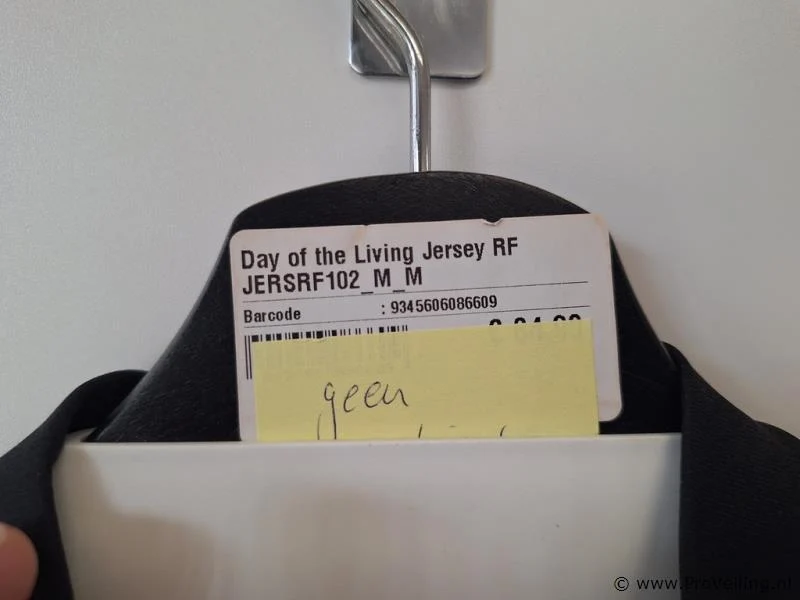 Day of the Living Jersey RF
JERSRF102_M_M
Barcode : 9345606086609
geen
© www.ProVeiling.nl